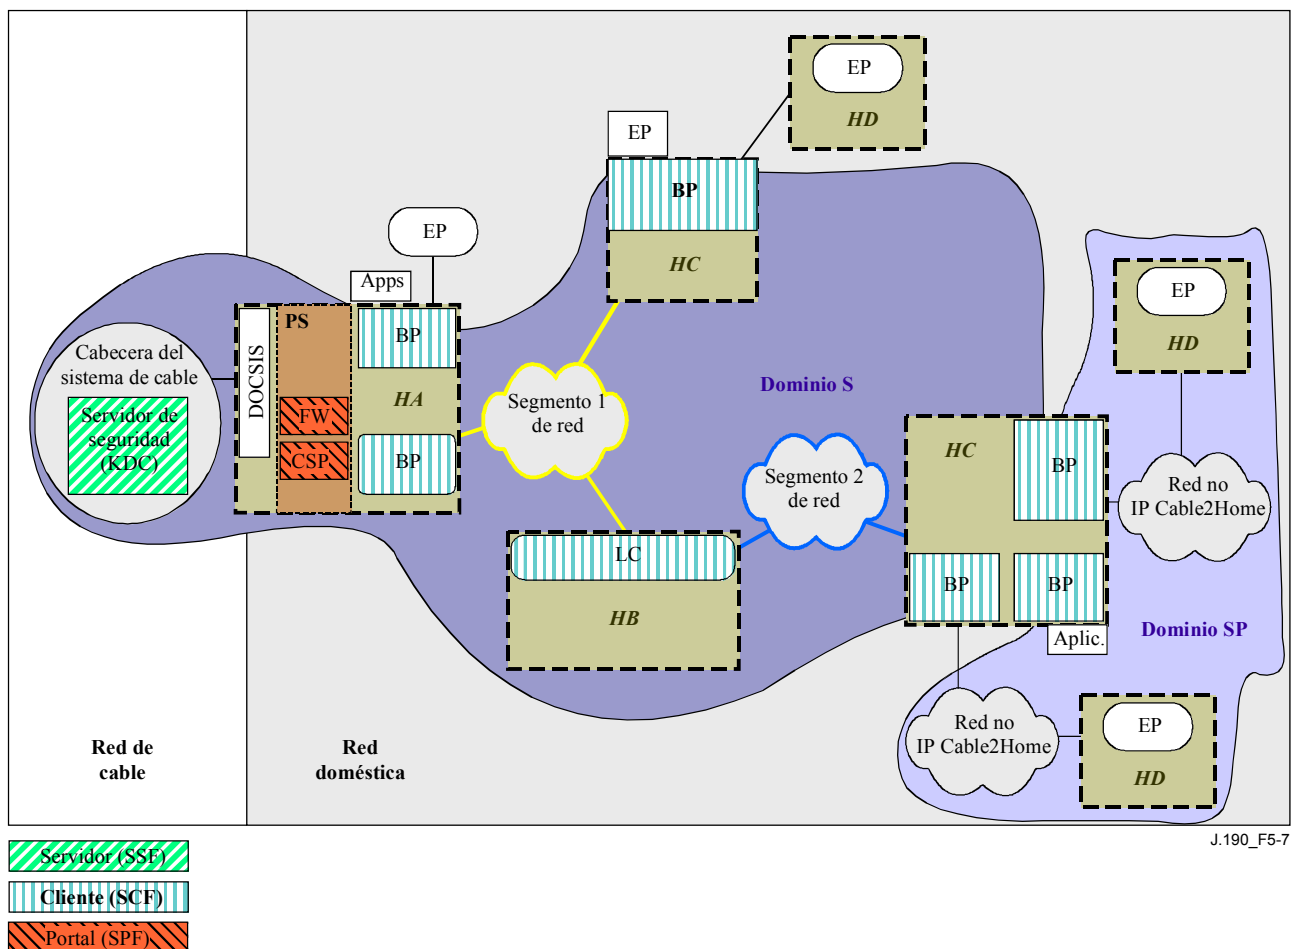 EP
HD
EP
BP
HC
EP
Apps
PS
BP
DOCSIS
HA
FW
CSP
BP
Cabecera del
sistema de cable
Servidor de
seguridad
(KDC)
Segmento 1
de red
Dominio S
Segmento 2
de red
LC
HB
HC
BP
BP
BP
Aplic.
EP
HD
Red no
IP Cable2Home
Dominio SP
Red no
IP Cable2Home
EP
HD
Red de
cable
Red
doméstica
J.190_F5-7
Servidor (SSF)
Cliente (SCF)
Portal (SPF)